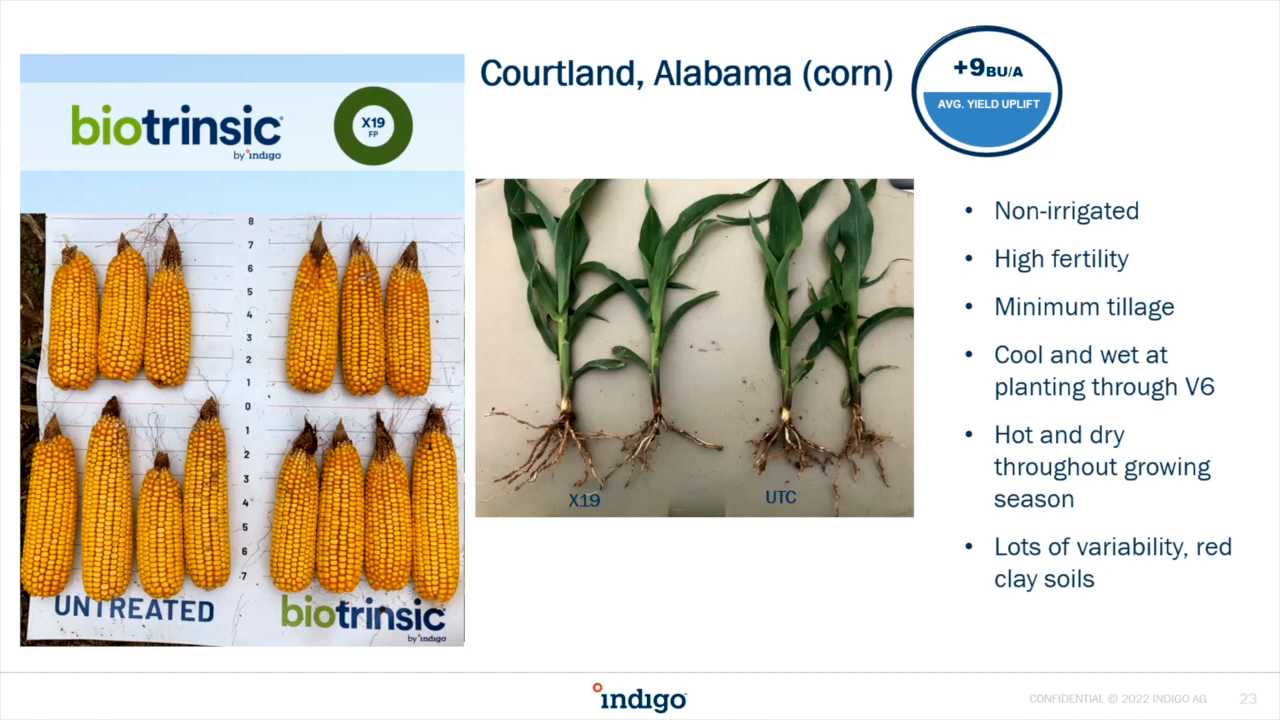 Courtland, Alabama (corn)
+9BU/A
AVG. YIELD UPLIFT
biotrinsic
by indigo
X19
FP
8
7
6
5
4
3
2
1
0
1
2
3
4
5
6
7
UNTREATED
biotrinsic
by indigo
X19
UTC
• Non-irrigated
• High fertility
• Minimum tillage
• Cool and wet at
planting through V6
• Hot and dry
throughout growing
season
• Lots of variability, red
clay soils
indigo
CONFIDENTIAL © 2022 INDIGO AG
23